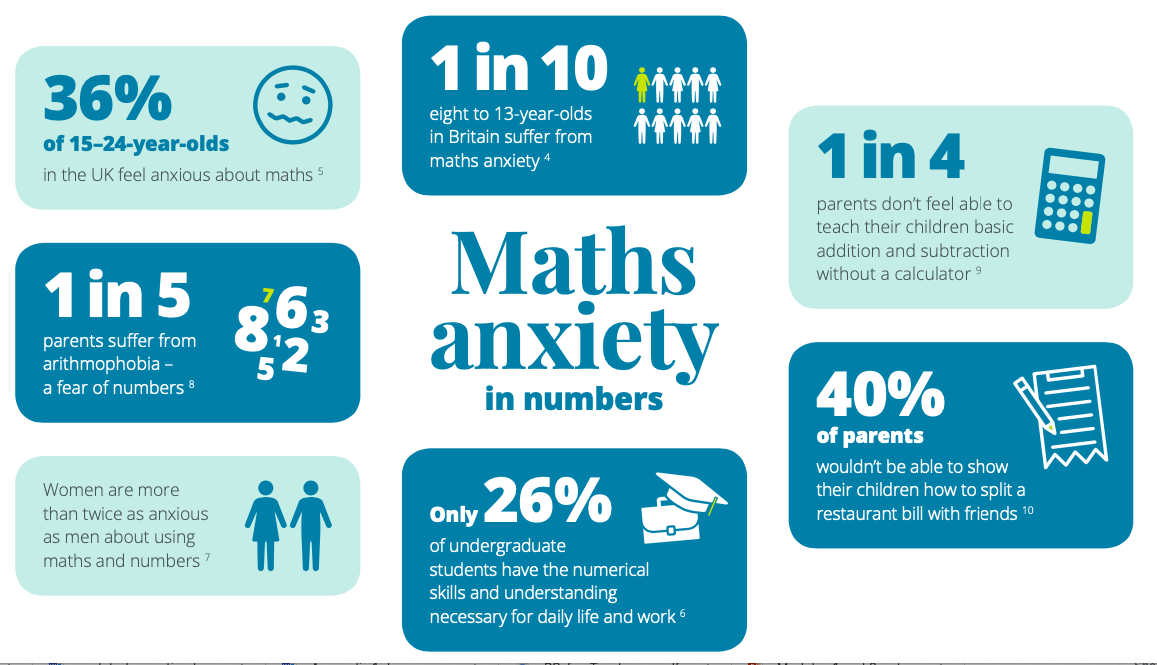 36%
of 15–24-year-olds
in the UK feel anxious about maths 5
1 in 10
eight to 13-year-olds
in Britain suffer from
maths anxiety 4
1 in 4
parents don’t feel able to
teach their children basic
addition and subtraction
without a calculator 9
1 in 5
parents suffer from
arithmophobia –
a fear of numbers 8
7
8 6 3
1
5 2
Maths
anxiety
in numbers
40%
of parents
wouldn’t be able to show
their children how to split a
restaurant bill with friends 10
Women are more
than twice as anxious
as men about using
maths and numbers 7
Only 26%
of undergraduate
students have the numerical
skills and understanding
necessary for daily life and work 6